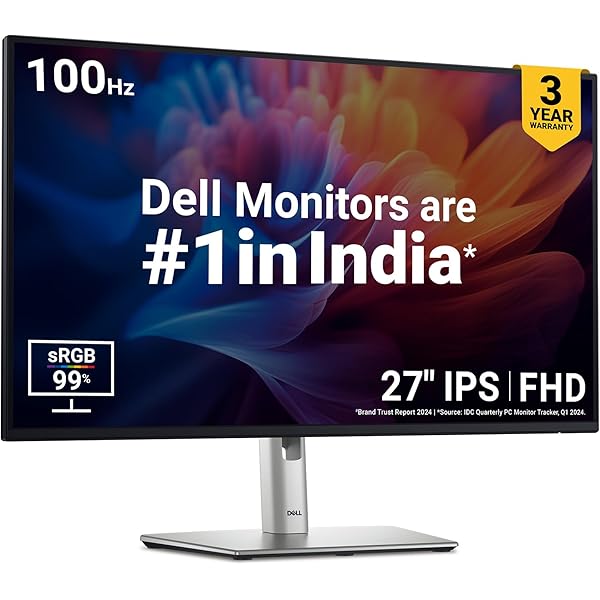 100Hz
3
YEAR
WARRANTY
Dell Monitors are
#1 in India*
sRGB
99%
27" IPS | FHD
*Brand Trust Report 2024 | *Source: IDC Quarterly PC Monitor Tracker, Q1 2024.
DELL